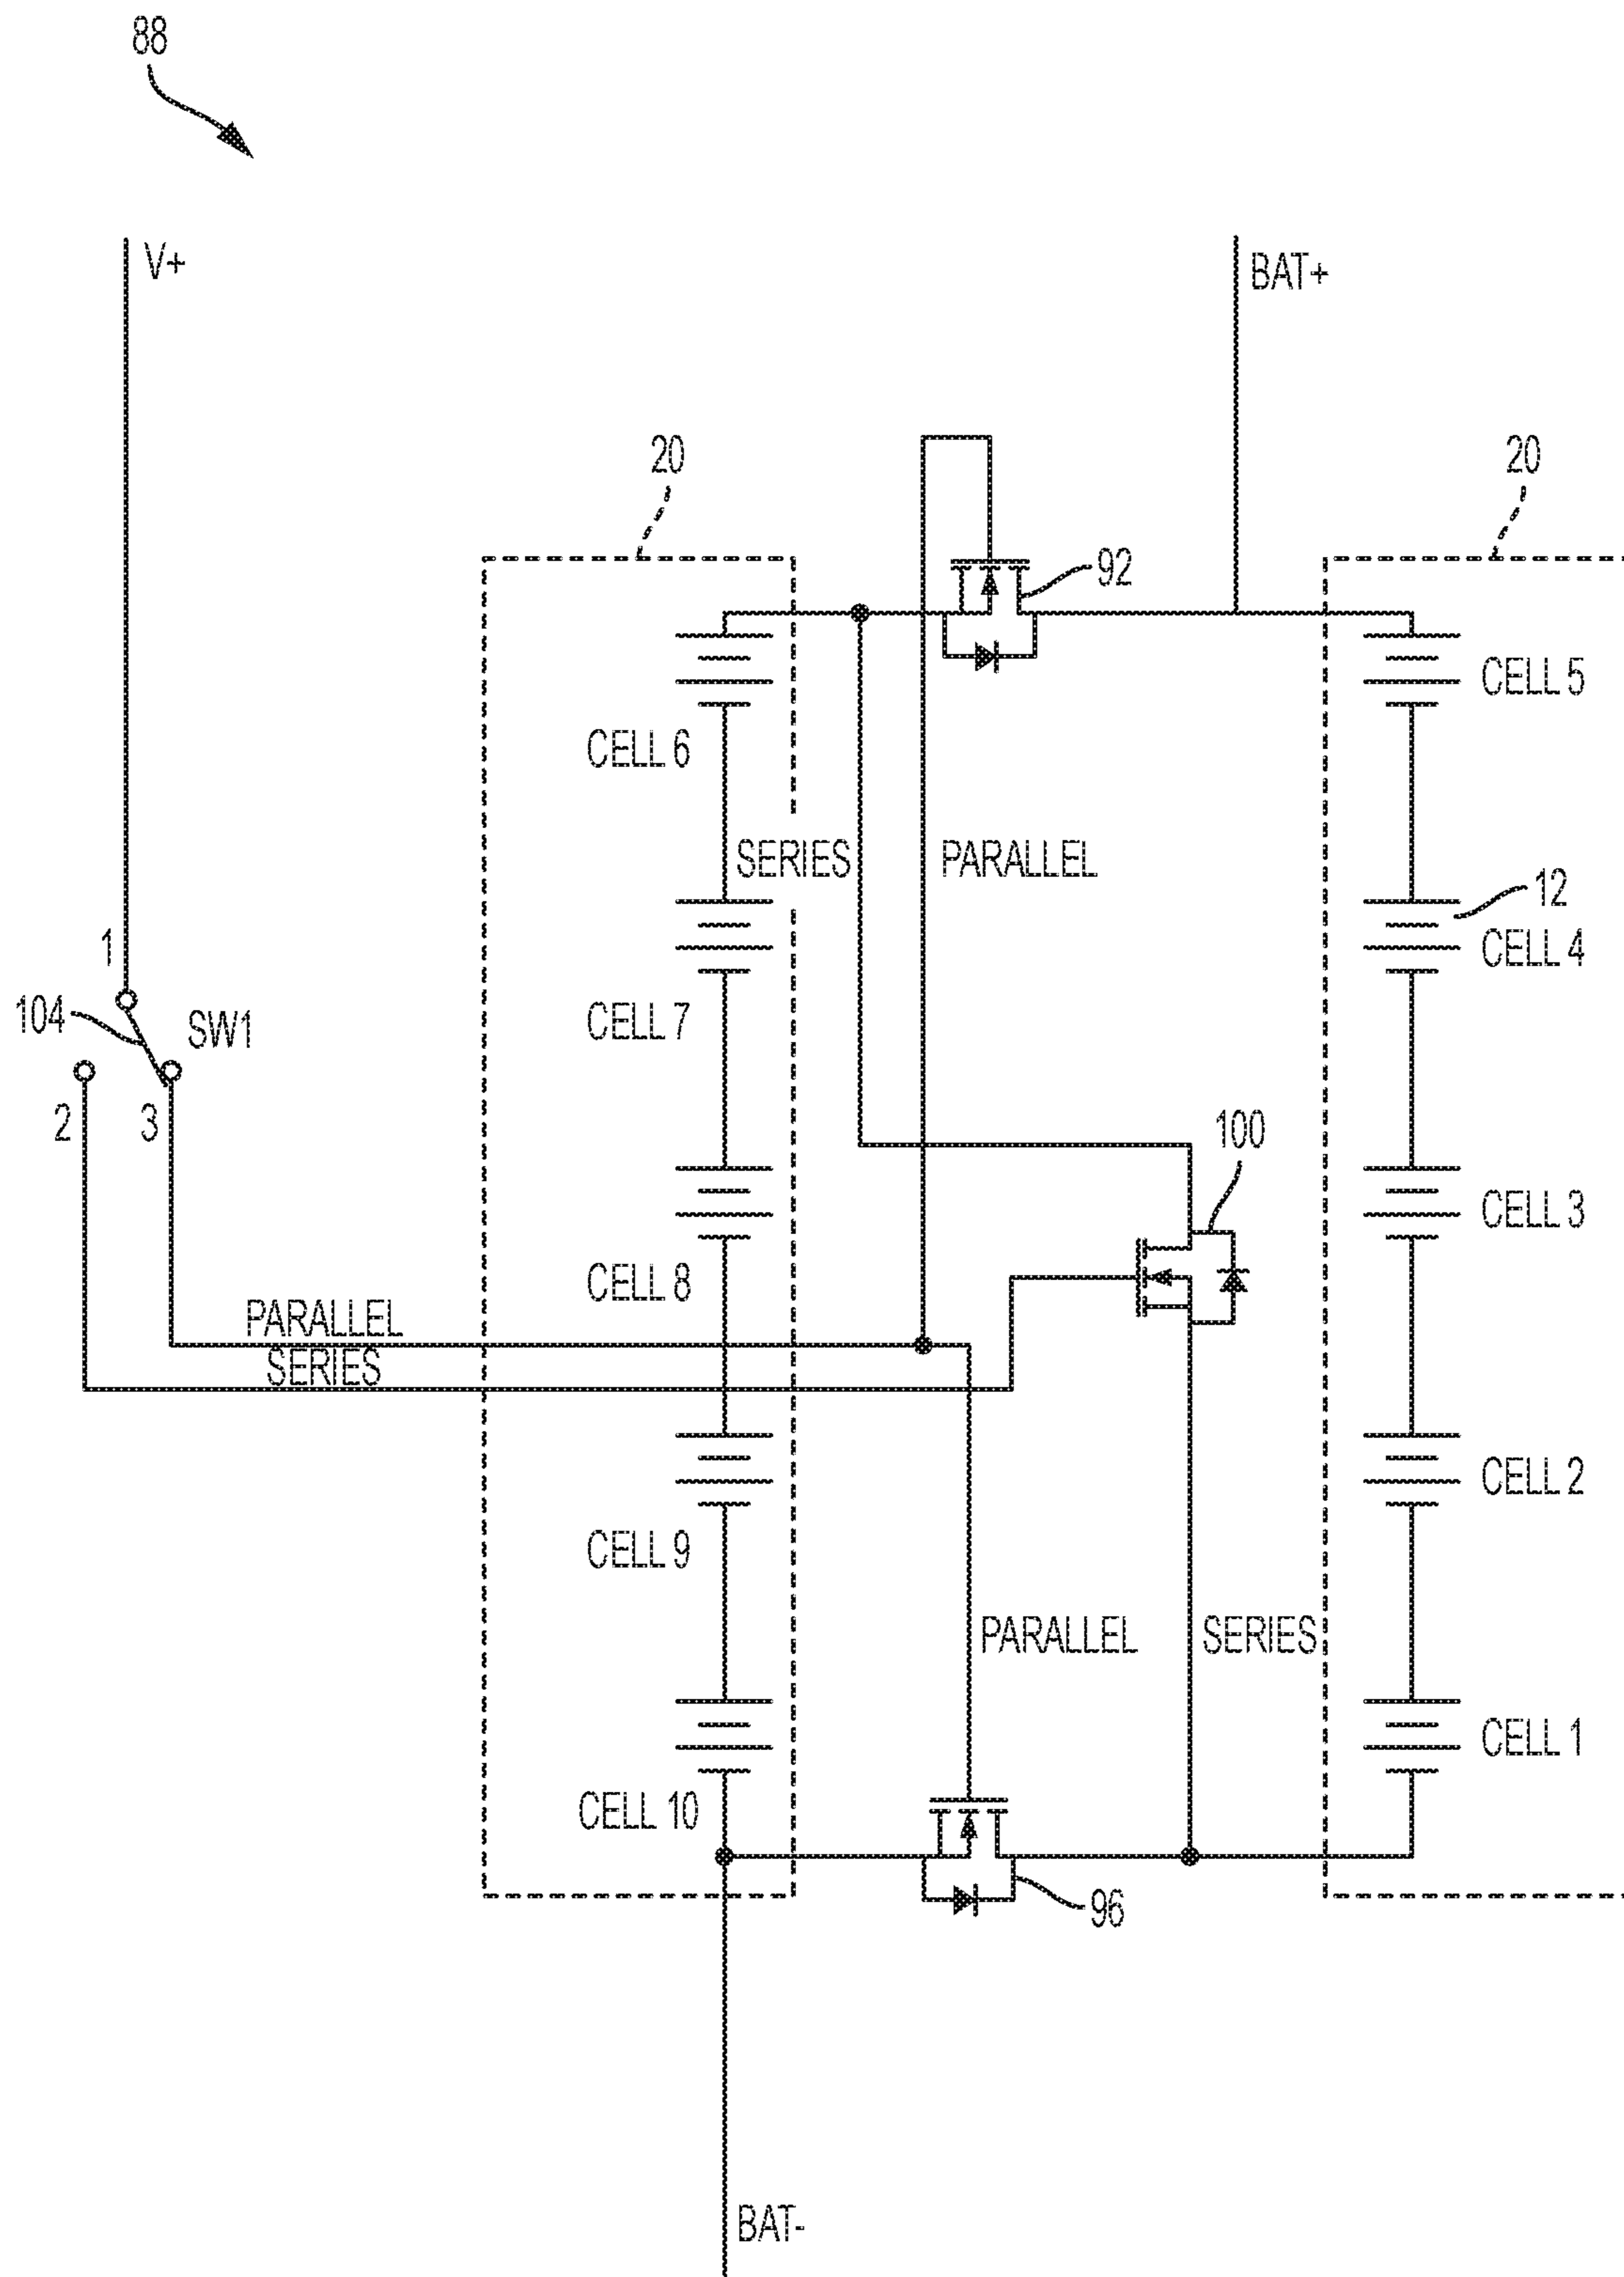 88
V+
BAT+
20
20
92
CELL 5
CELL 6
SERIES
PARALLEL
12
CELL 4
1
104
SW1
CELL 7
2
3
100
CELL 3
CELL 8
PARALLEL
SERIES
CELL 2
CELL 9
PARALLEL
SERIES
CELL 1
CELL 10
96
BAT-